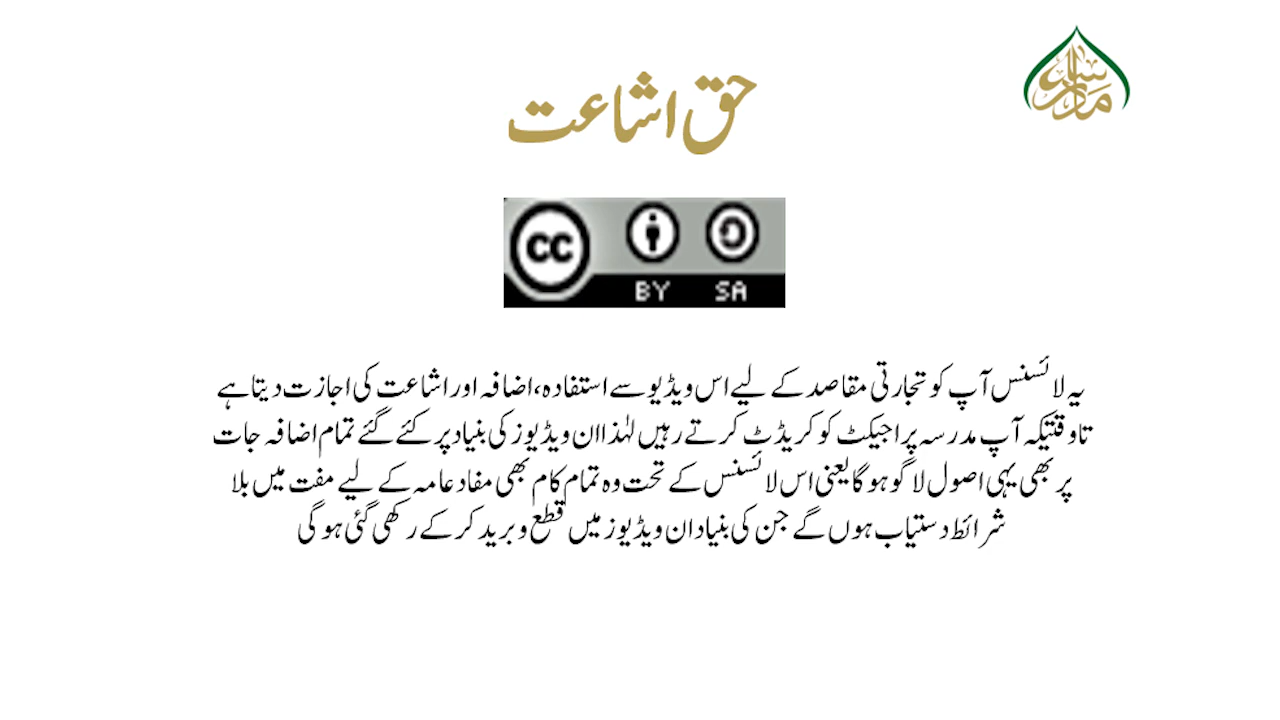 مدرسہ
حق اشاعت
cc
BY SA
یہ لائسنس آپ کو تجارتی مقاصد کے لیے اس ویڈیو سے استفادہ، اضافہ اور اشاعت کی اجازت دیتا ہے
تاوقتیکہ آپ مدرسہ پراجیکٹ کو کریڈٹ کرتے رہیں لہٰذا ان ویڈیوز کی بنیاد پر کئے گئے تمام اضافہ جات
پر بھی یہی اصول لاگو ہوگا یعنی اس لائسنس کے تحت وہ تمام کام بھی مفاد عامہ کے لیے مفت میں بلا
شرائط دستیاب ہوں گے جن کی بنیاد ان ویڈیوز میں قطع و برید کر کے رکھی گئی ہوگی